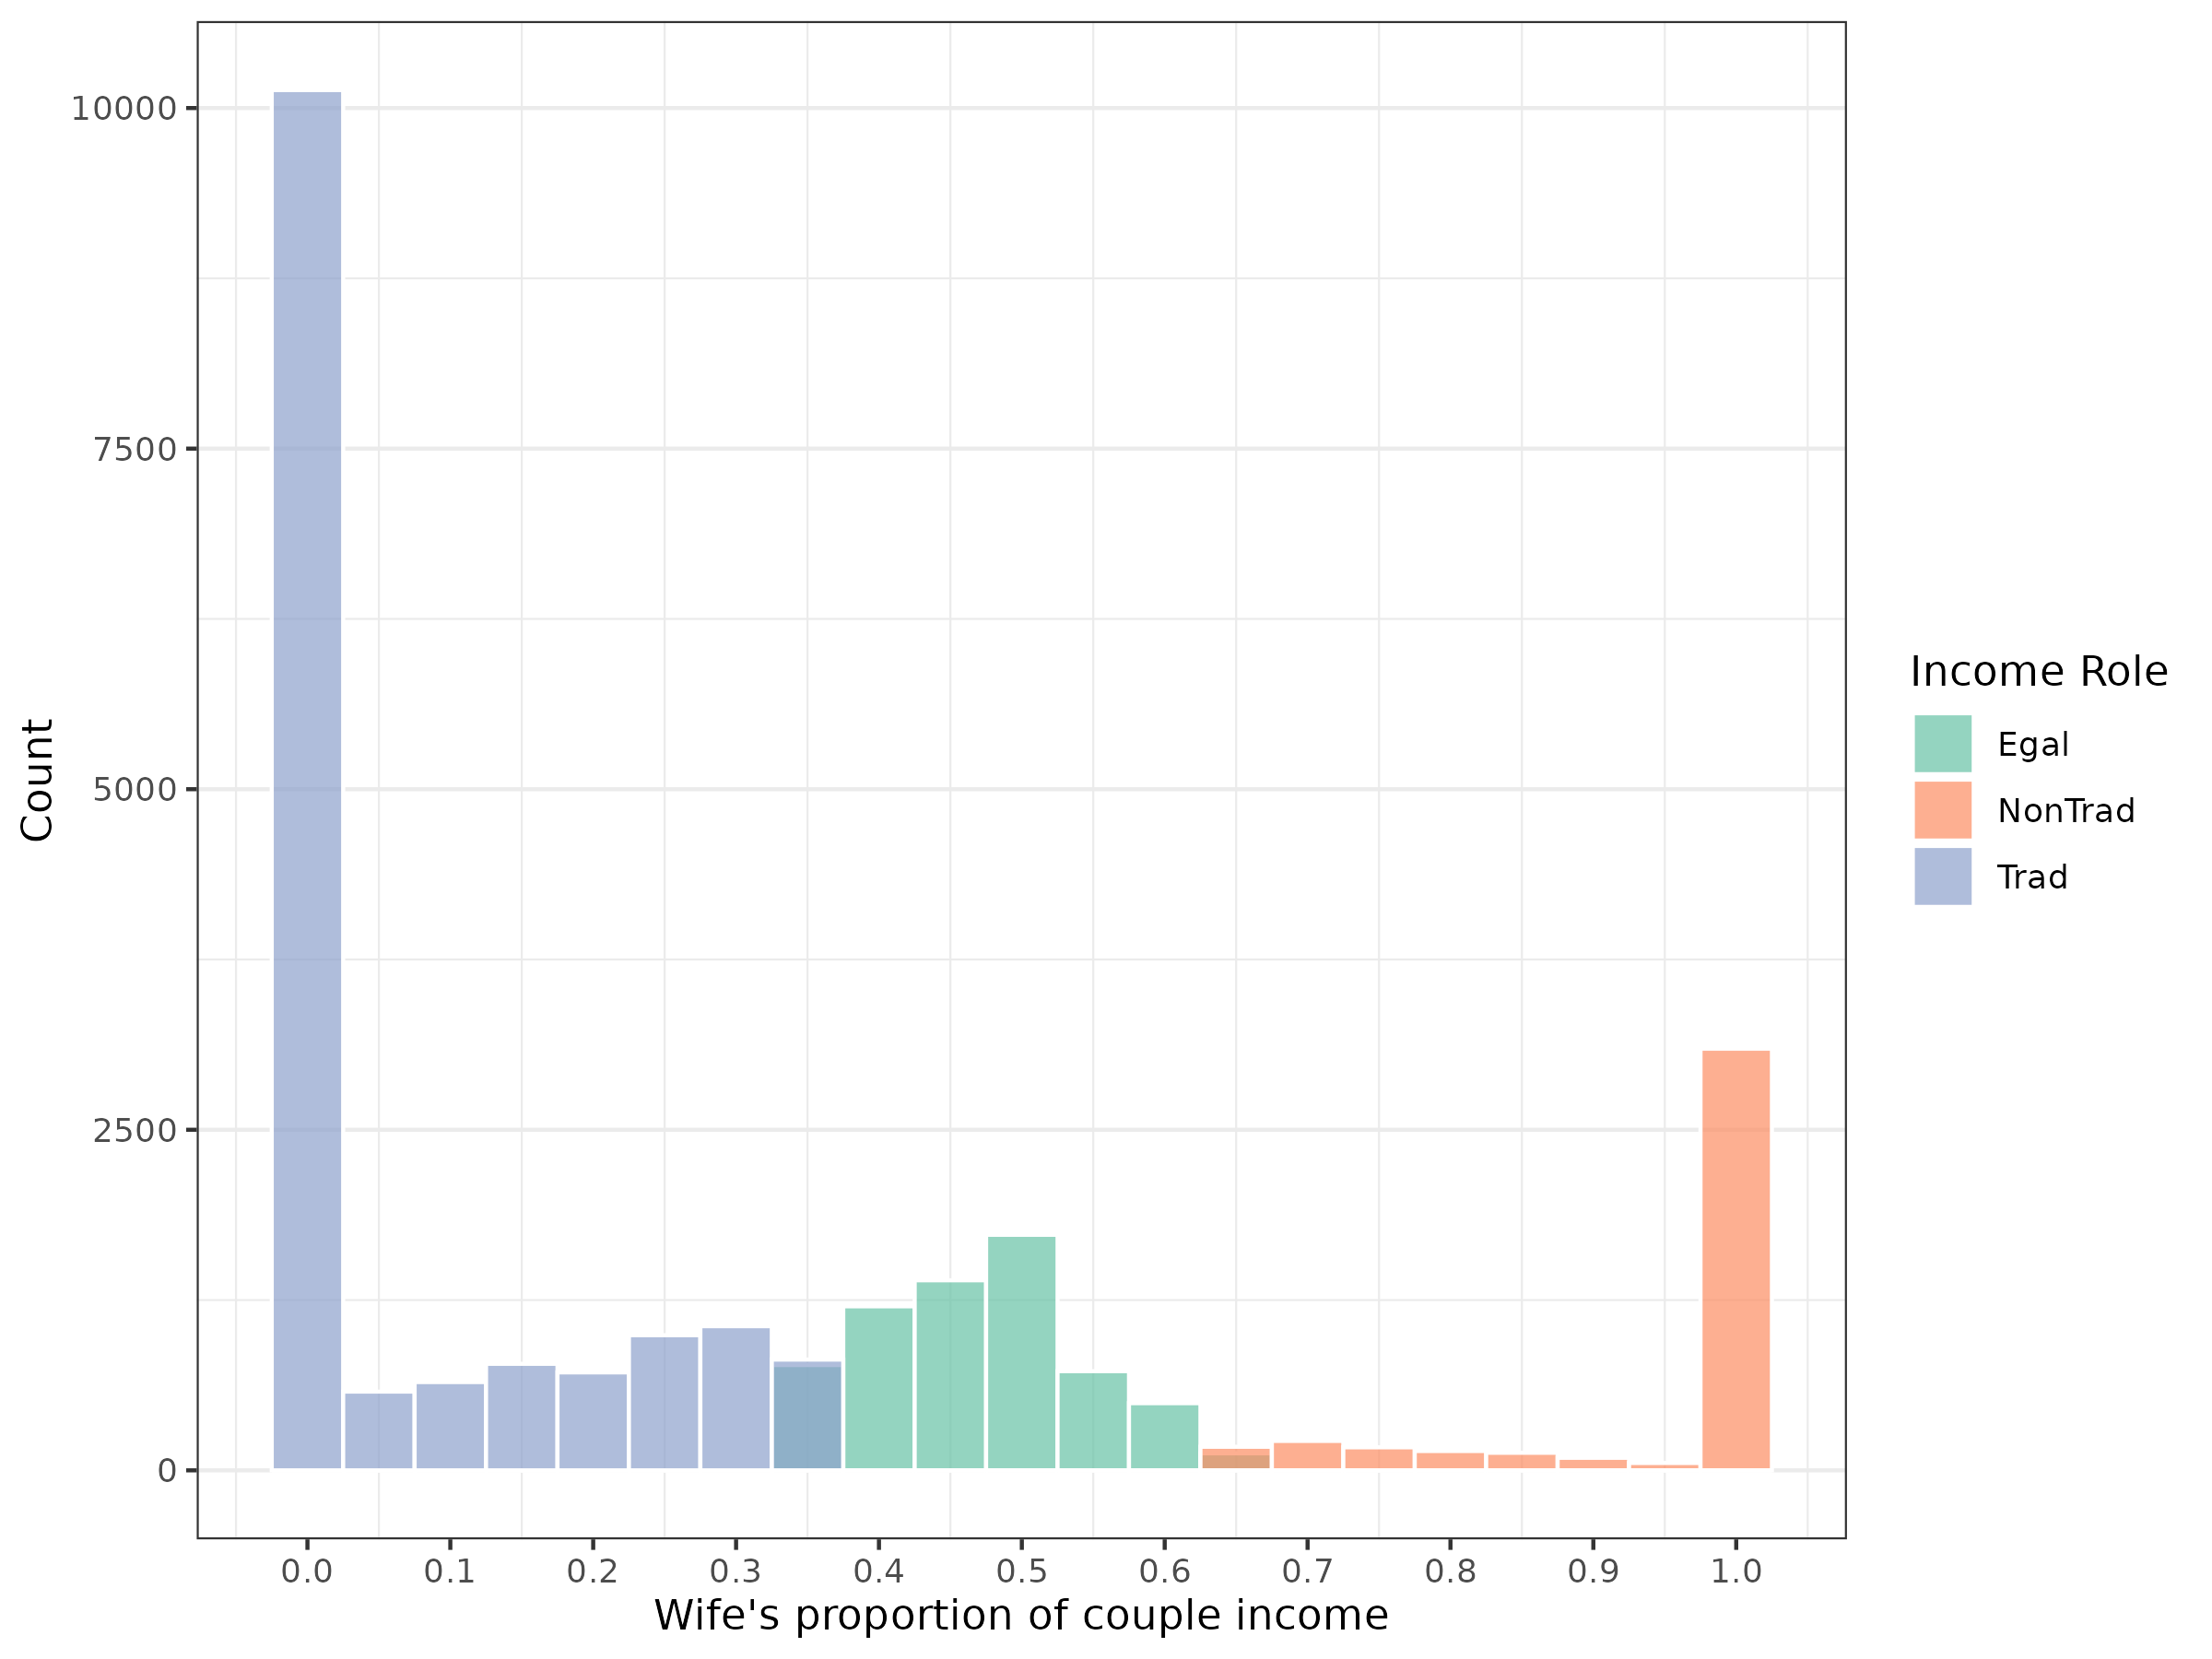 10000
7500
5000
2500
0
Count
0.0 0.1 0.2 0.3 0.4 0.5 0.6 0.7 0.8 0.9 1.0
Wife's proportion of couple income
Income Role
Egal
NonTrad
Trad